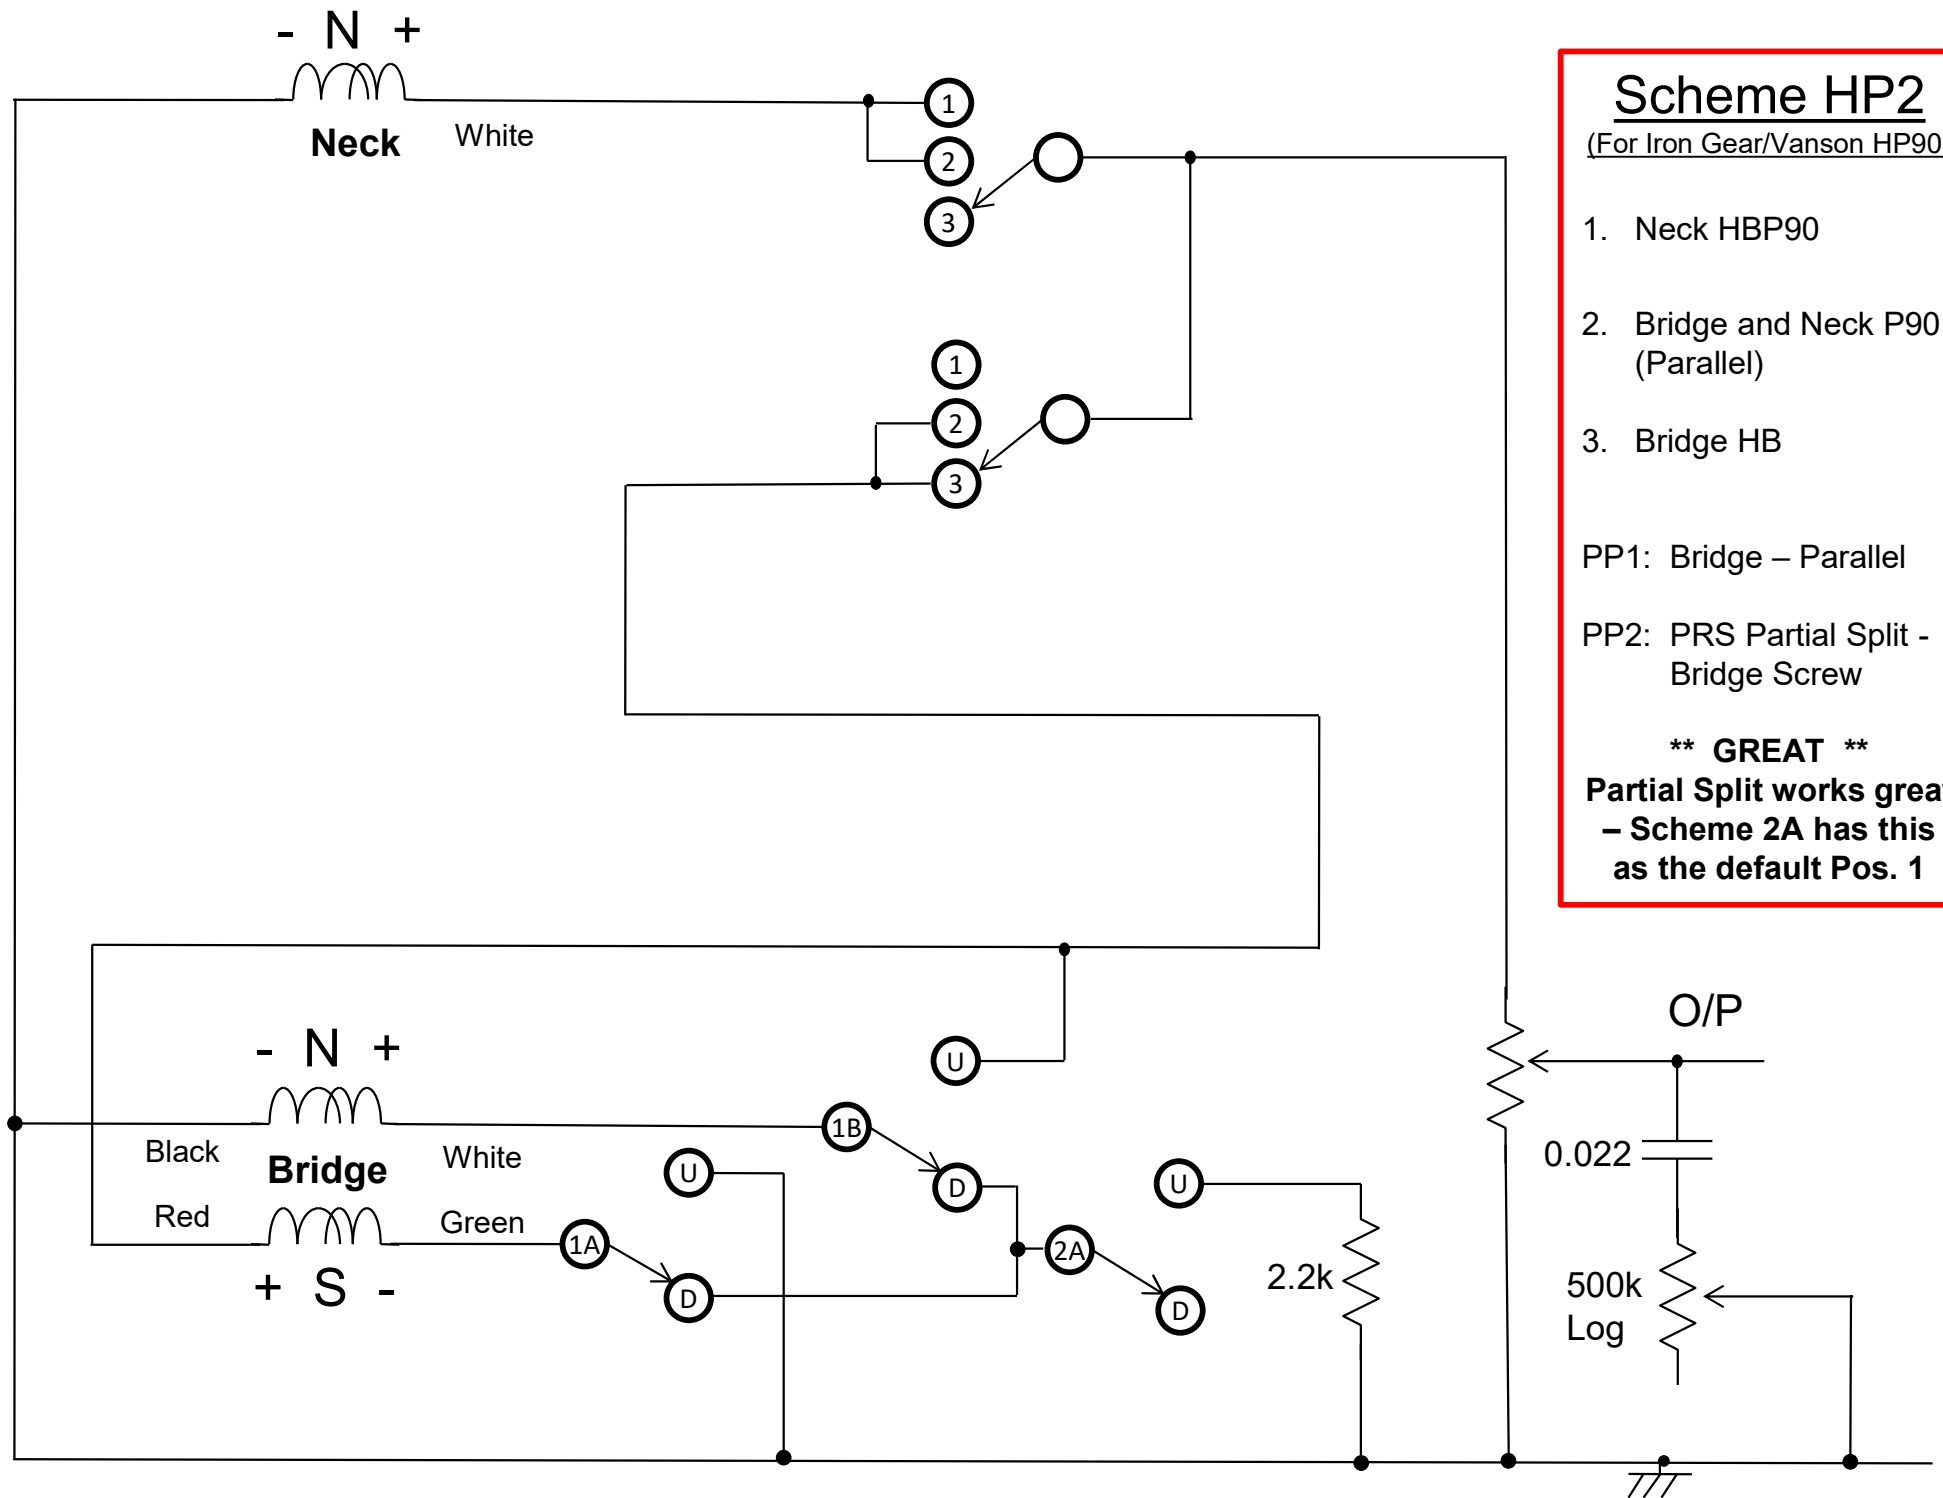 - N +
Neck
White
1
2
3
1
2
3
Scheme HP2
(For Iron Gear/Vanson HP90
1. Neck HBP90
2. Bridge and Neck P90
(Parallel)
3. Bridge HB
PP1: Bridge – Parallel
PP2: PRS Partial Split -
Bridge Screw
** GREAT **
Partial Split works great
– Scheme 2A has this
as the default Pos. 1
O/P
- N +
U
Black
Bridge
White
1B
U
D
U
Red
Green
1A
2A
+ S -
D
D
2.2k
0.022
500k
Log